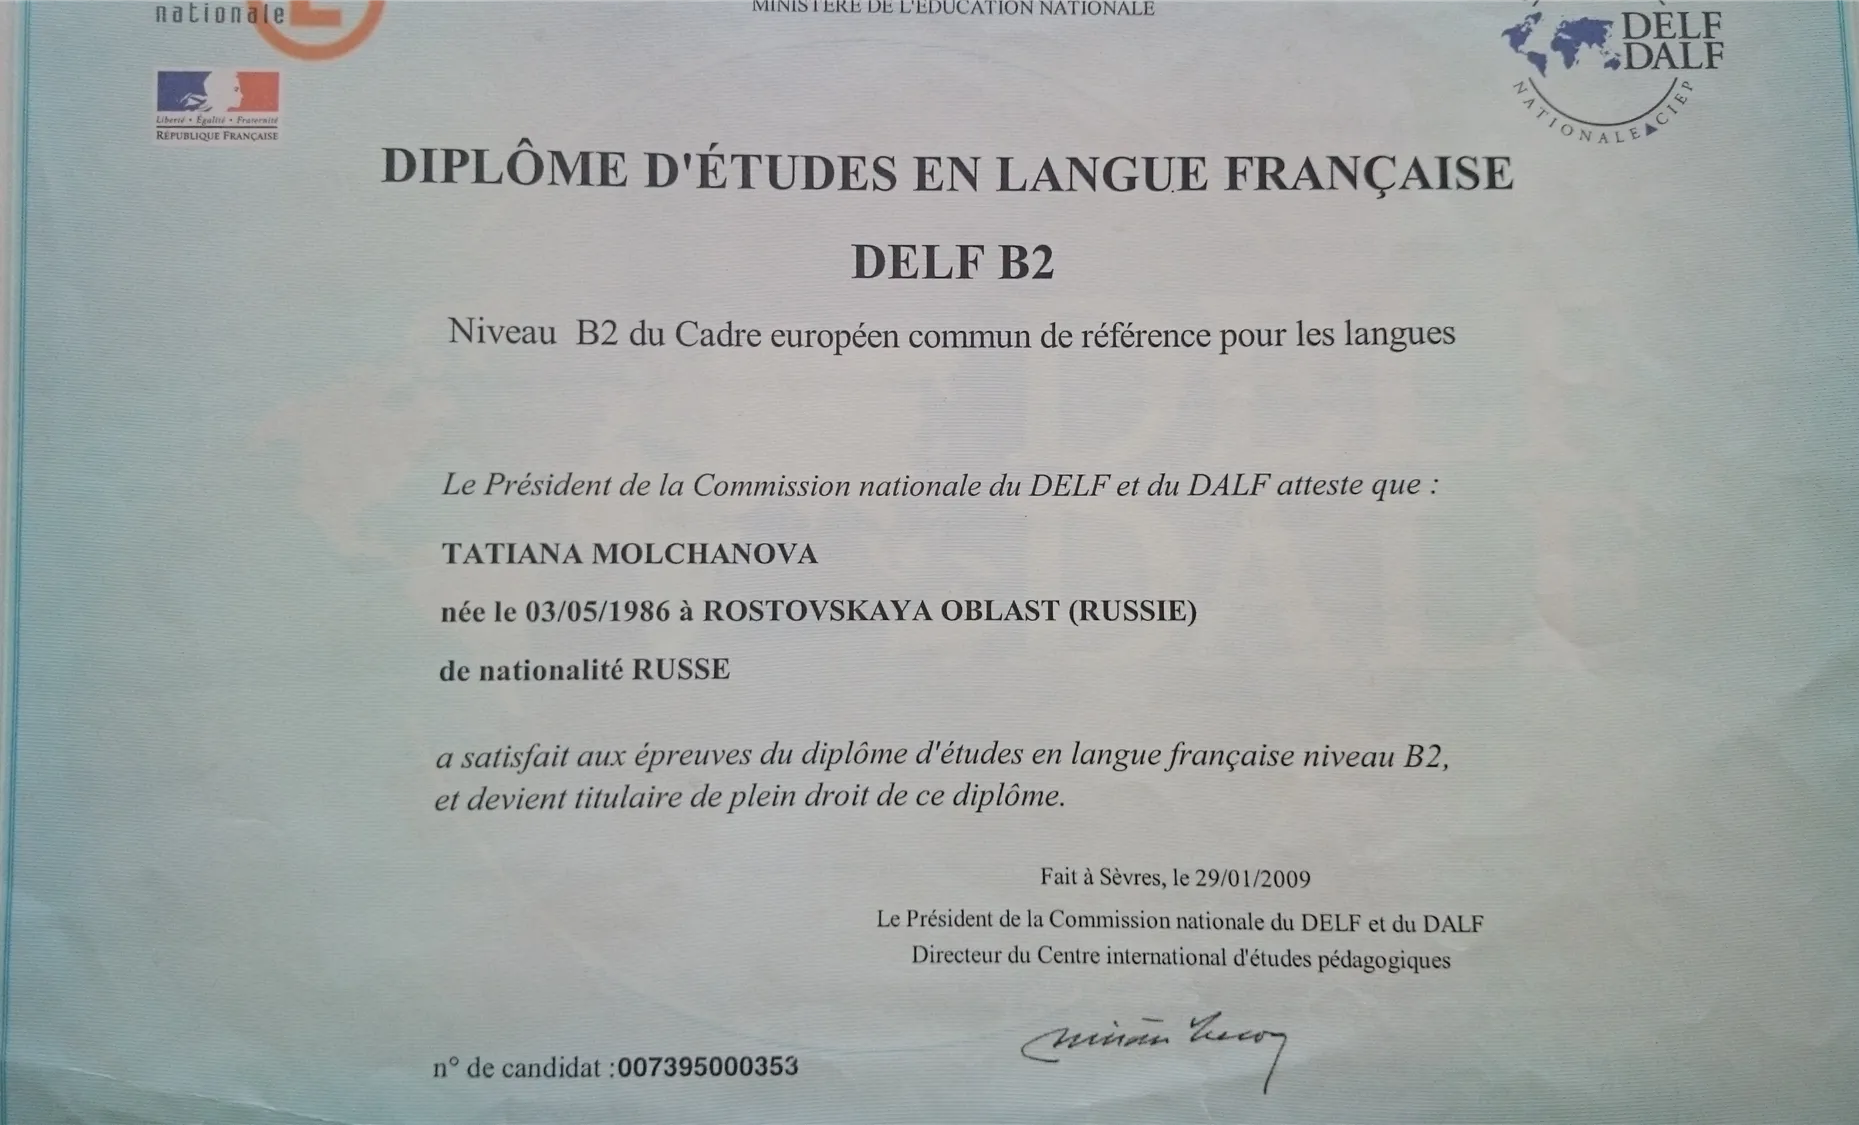 nationale
MINISTÈRE DE L'ÉDUCATION NATIONALE
DELF
DALF
NATIONALE CIEP
Liberté • Égalité • Fraternité
RÉPUBLIQUE FRANÇAISE
DIPLÔME D'ÉTUDES EN LANGUE FRANÇAISE
DELF B2
Niveau B2 du Cadre européen commun de référence pour les langues
Le Président de la Commission nationale du DELF et du DALF atteste que :
TATIANA MOLCHANOVA
née le 03/05/1986 à ROSTOVSKAYA OBLAST (RUSSIE)
de nationalité RUSSE
a satisfait aux épreuves du diplôme d'études en langue française niveau B2,
et devient titulaire de plein droit de ce diplôme.
Fait à Sèvres, le 29/01/2009
Le Président de la Commission nationale du DELF et du DALF
Directeur du Centre international d'études pédagogiques
n° de candidat :007395000353